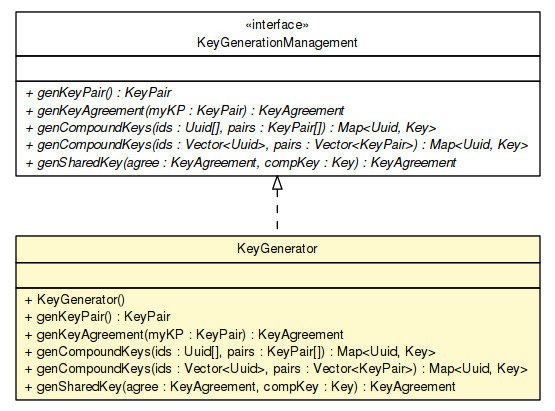 «interface»
KeyGenerationManagement
+ genKeyPair() : KeyPair
+ genKeyAgreement(myKP : KeyPair) : KeyAgreement
+ genCompoundKeys(ids : Uuid[], pairs : KeyPair[]) : Map<Uuid, Key>
+ genCompoundKeys(ids : Vector<Uuid>, pairs : Vector<KeyPair>) : Map<Uuid, Key>
+ genSharedKey(agree : KeyAgreement, compKey : Key) : KeyAgreement
KeyGenerator
+ KeyGenerator()
+ genKeyPair() : KeyPair
+ genKeyAgreement(myKP : KeyPair) : KeyAgreement
+ genCompoundKeys(ids : Uuid[], pairs : KeyPair[]) : Map<Uuid, Key>
+ genCompoundKeys(ids : Vector<Uuid>, pairs : Vector<KeyPair>) : Map<Uuid, Key>
+ genSharedKey(agree : KeyAgreement, compKey : Key) : KeyAgreement